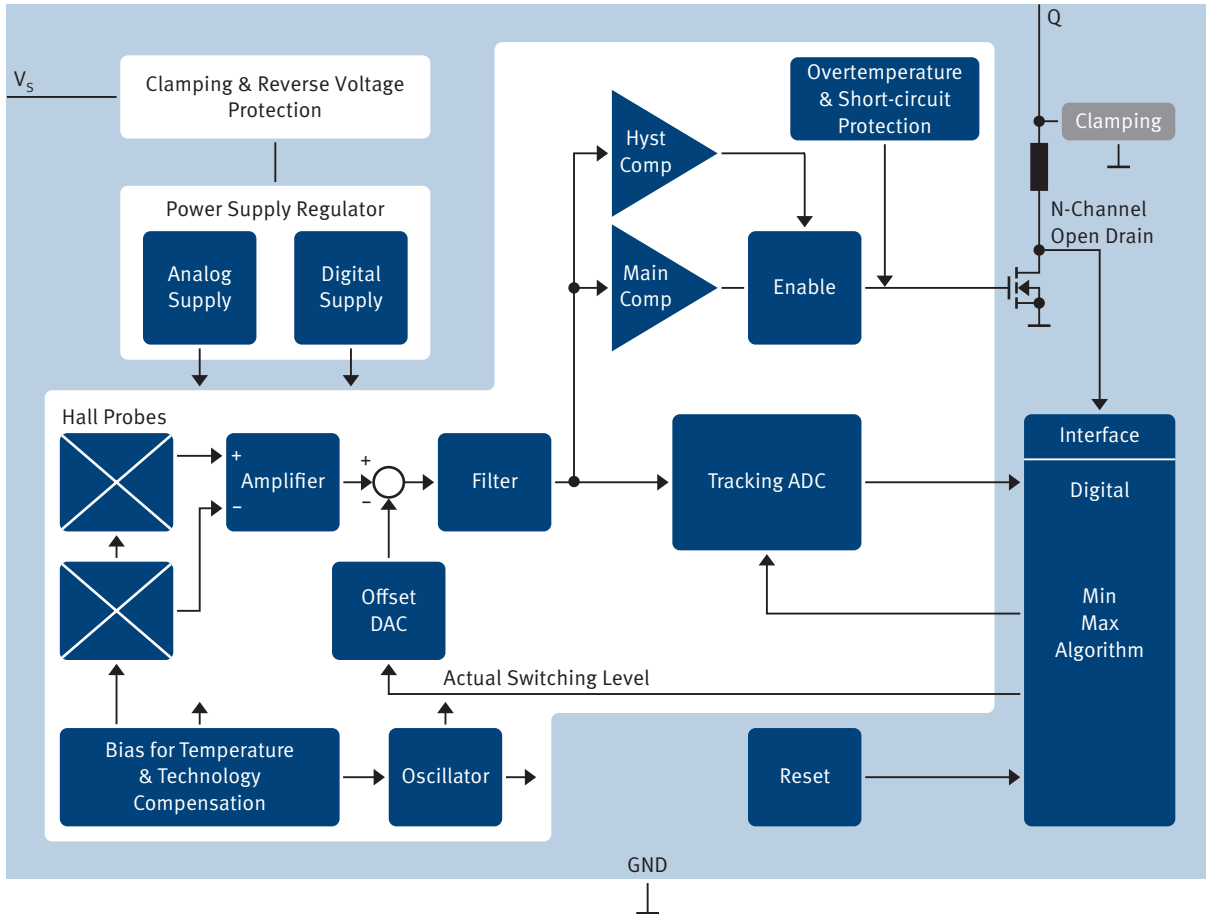 Q
V_S
Clamping & Reverse Voltage
Protection
Overtemperature
& Short-circuit
Protection
Clamping
Hyst
Comp
Power Supply Regulator
N-Channel
Open Drain
Analog
Supply
Digital
Supply
Main
Comp
Enable
Hall Probes
+
−
Amplifier
+
−
Filter
Tracking ADC
Interface
Digital
Min
Max
Algorithm
Offset
DAC
Actual Switching Level
Bias for Temperature
& Technology
Compensation
Oscillator
Reset
GND